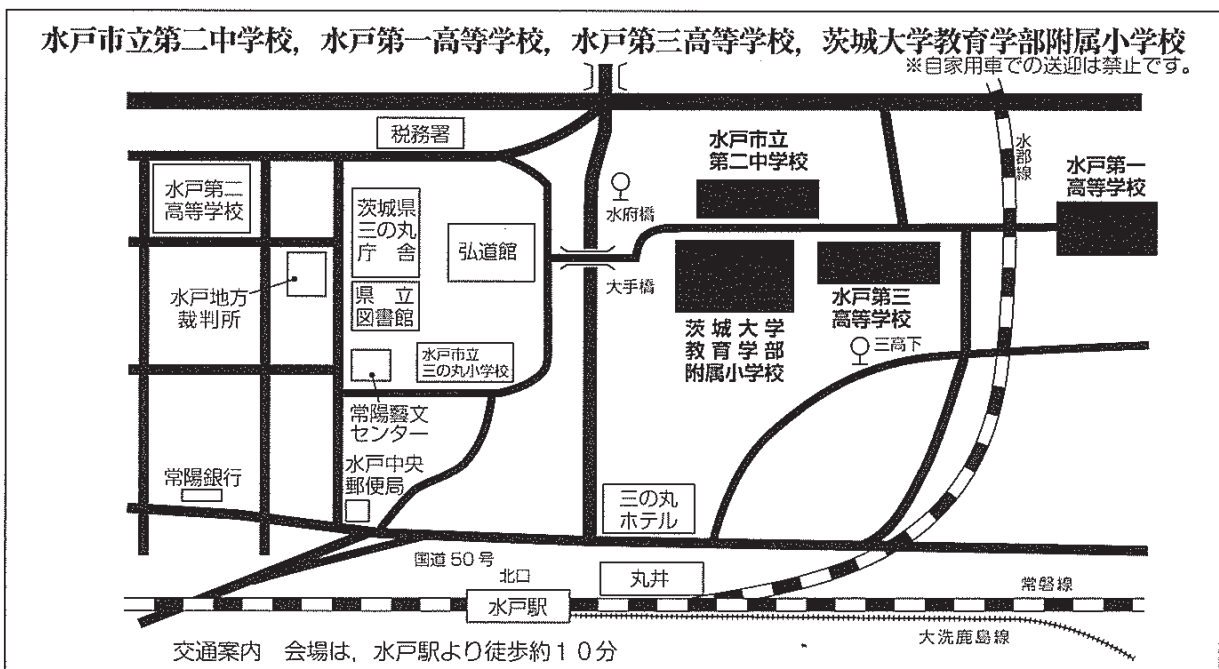 水戸市立第二中学校，水戸第一高等学校，水戸第三高等学校，茨城大学教育学部附属小学校
※自家用車での送迎は禁止です。
税務署
水戸市立
第二中学校
水郡線
水戸第一
高等学校
水戸第二
高等学校
茨城県
三の丸
庁舎
弘道館
水府橋
大手橋
水戸地方
裁判所
県立
図書館
水戸第三
高等学校
茨城大学
教育学部
附属小学校
三高下
水戸市立
三の丸小学校
常陽藝文
センター
常陽銀行
水戸中央
郵便局
三の丸
ホテル
国道50号
北口
丸井
水戸駅
常磐線
大洗鹿島線
交通案内　会場は，水戸駅より徒歩約１０分